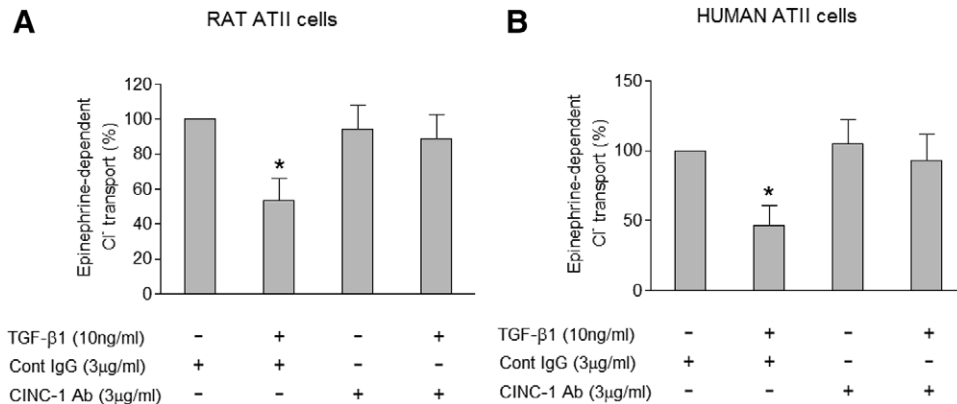 A
RAT ATII cells
Epinephrine-dependent
Cl⁻ transport (%)
120
100
80
60
40
20
0
*
TGF-β1 (10ng/ml) - + - +
Cont IgG (3μg/ml) + + - -
CINC-1 Ab (3μg/ml) - - + +
B
HUMAN ATII cells
Epinephrine-dependent
Cl⁻ transport (%)
150
100
50
0
*
TGF-β1 (10ng/ml) - + - +
Cont IgG (3μg/ml) + + - -
CINC-1 Ab (3μg/ml) - - + +